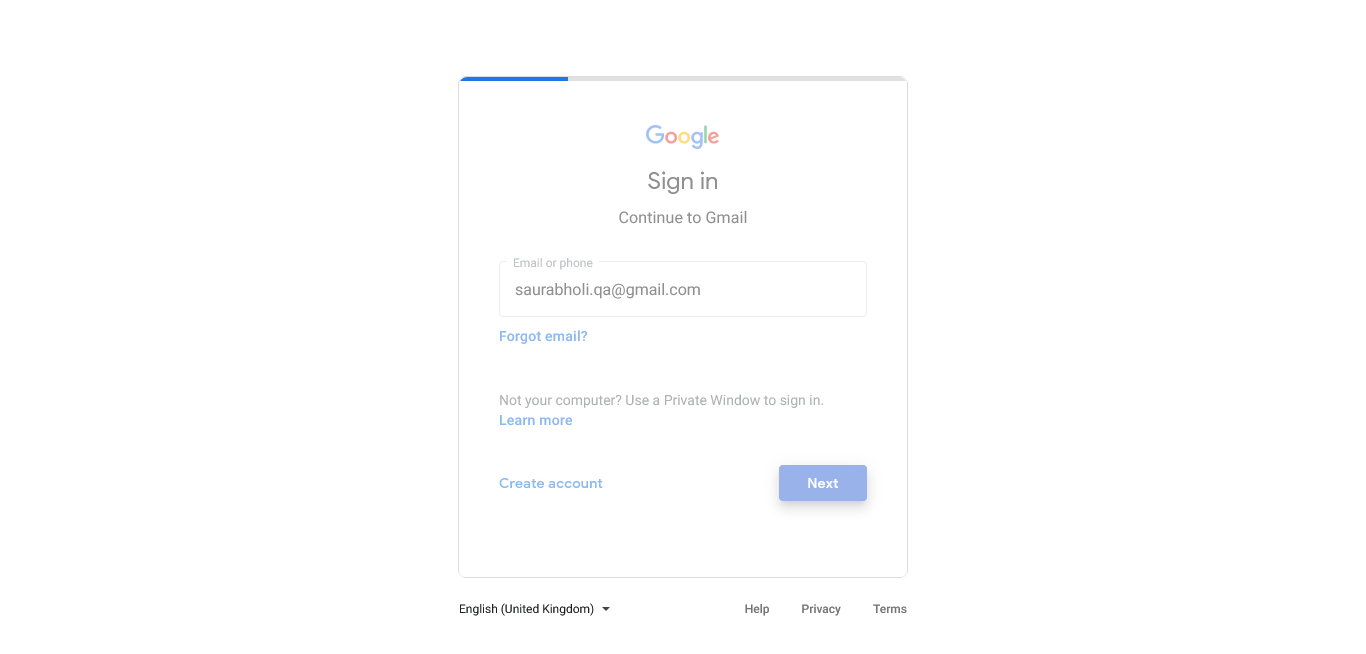 Google
Sign in
Continue to Gmail
Email or phone
saurabholi.qa@gmail.com
Forgot email?
Not your computer? Use a Private Window to sign in.
Learn more
Create account
Next
English (United Kingdom)
Help
Privacy
Terms